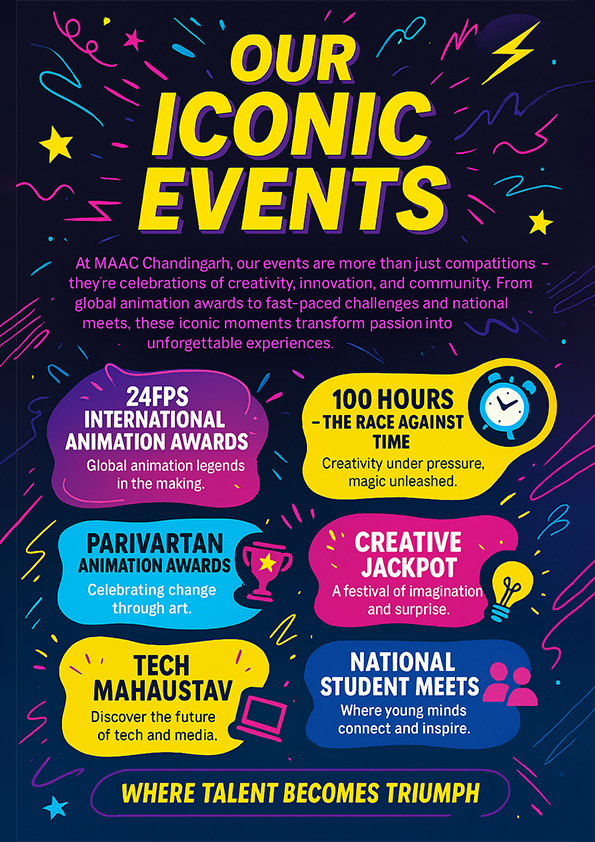 OUR
ICONIC
EVENTS
At MAAC Chandingarh, our events are more than just compatitions –
they're celebrations of creativity, innovation, and community. From
global animation awards to fast-paced challenges and national
meets, these iconic moments transform passion into
unforgettable experiences.
24FPS
INTERNATIONAL
ANIMATION AWARDS
Global animation legends
in the making.
100 HOURS
– THE RACE AGAINST
TIME
Creativity under pressure,
magic unleashed.
PARIVARTAN
ANIMATION AWARDS
Celebrating change
through art.
CREATIVE
JACKPOT
A festival of imagination
and surprise.
TECH
MAHAUSTAV
Discover the future
of tech and media.
NATIONAL
STUDENT MEETS
Where young minds
connect and inspire.
WHERE TALENT BECOMES TRIUMPH